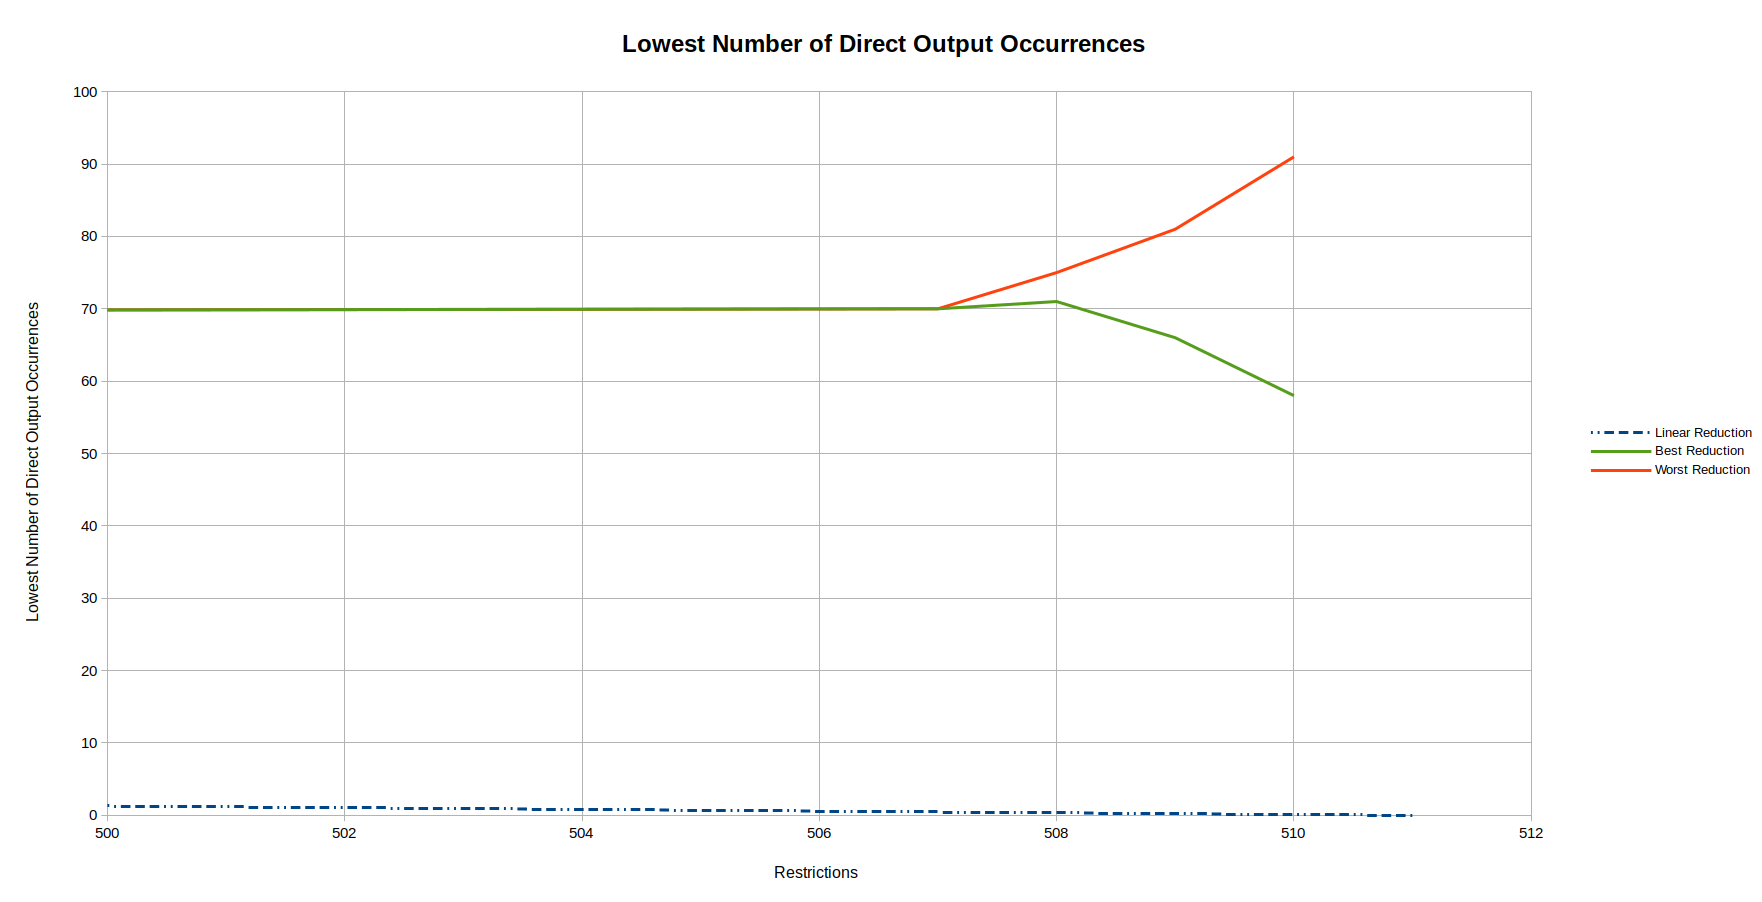 Lowest Number of Direct Output Occurrences
Lowest Number of Direct Output Occurrences
100
90
80
70
60
50
40
30
20
10
0
500 502 504 506 508 510 512
Restrictions
Linear Reduction
Best Reduction
Worst Reduction